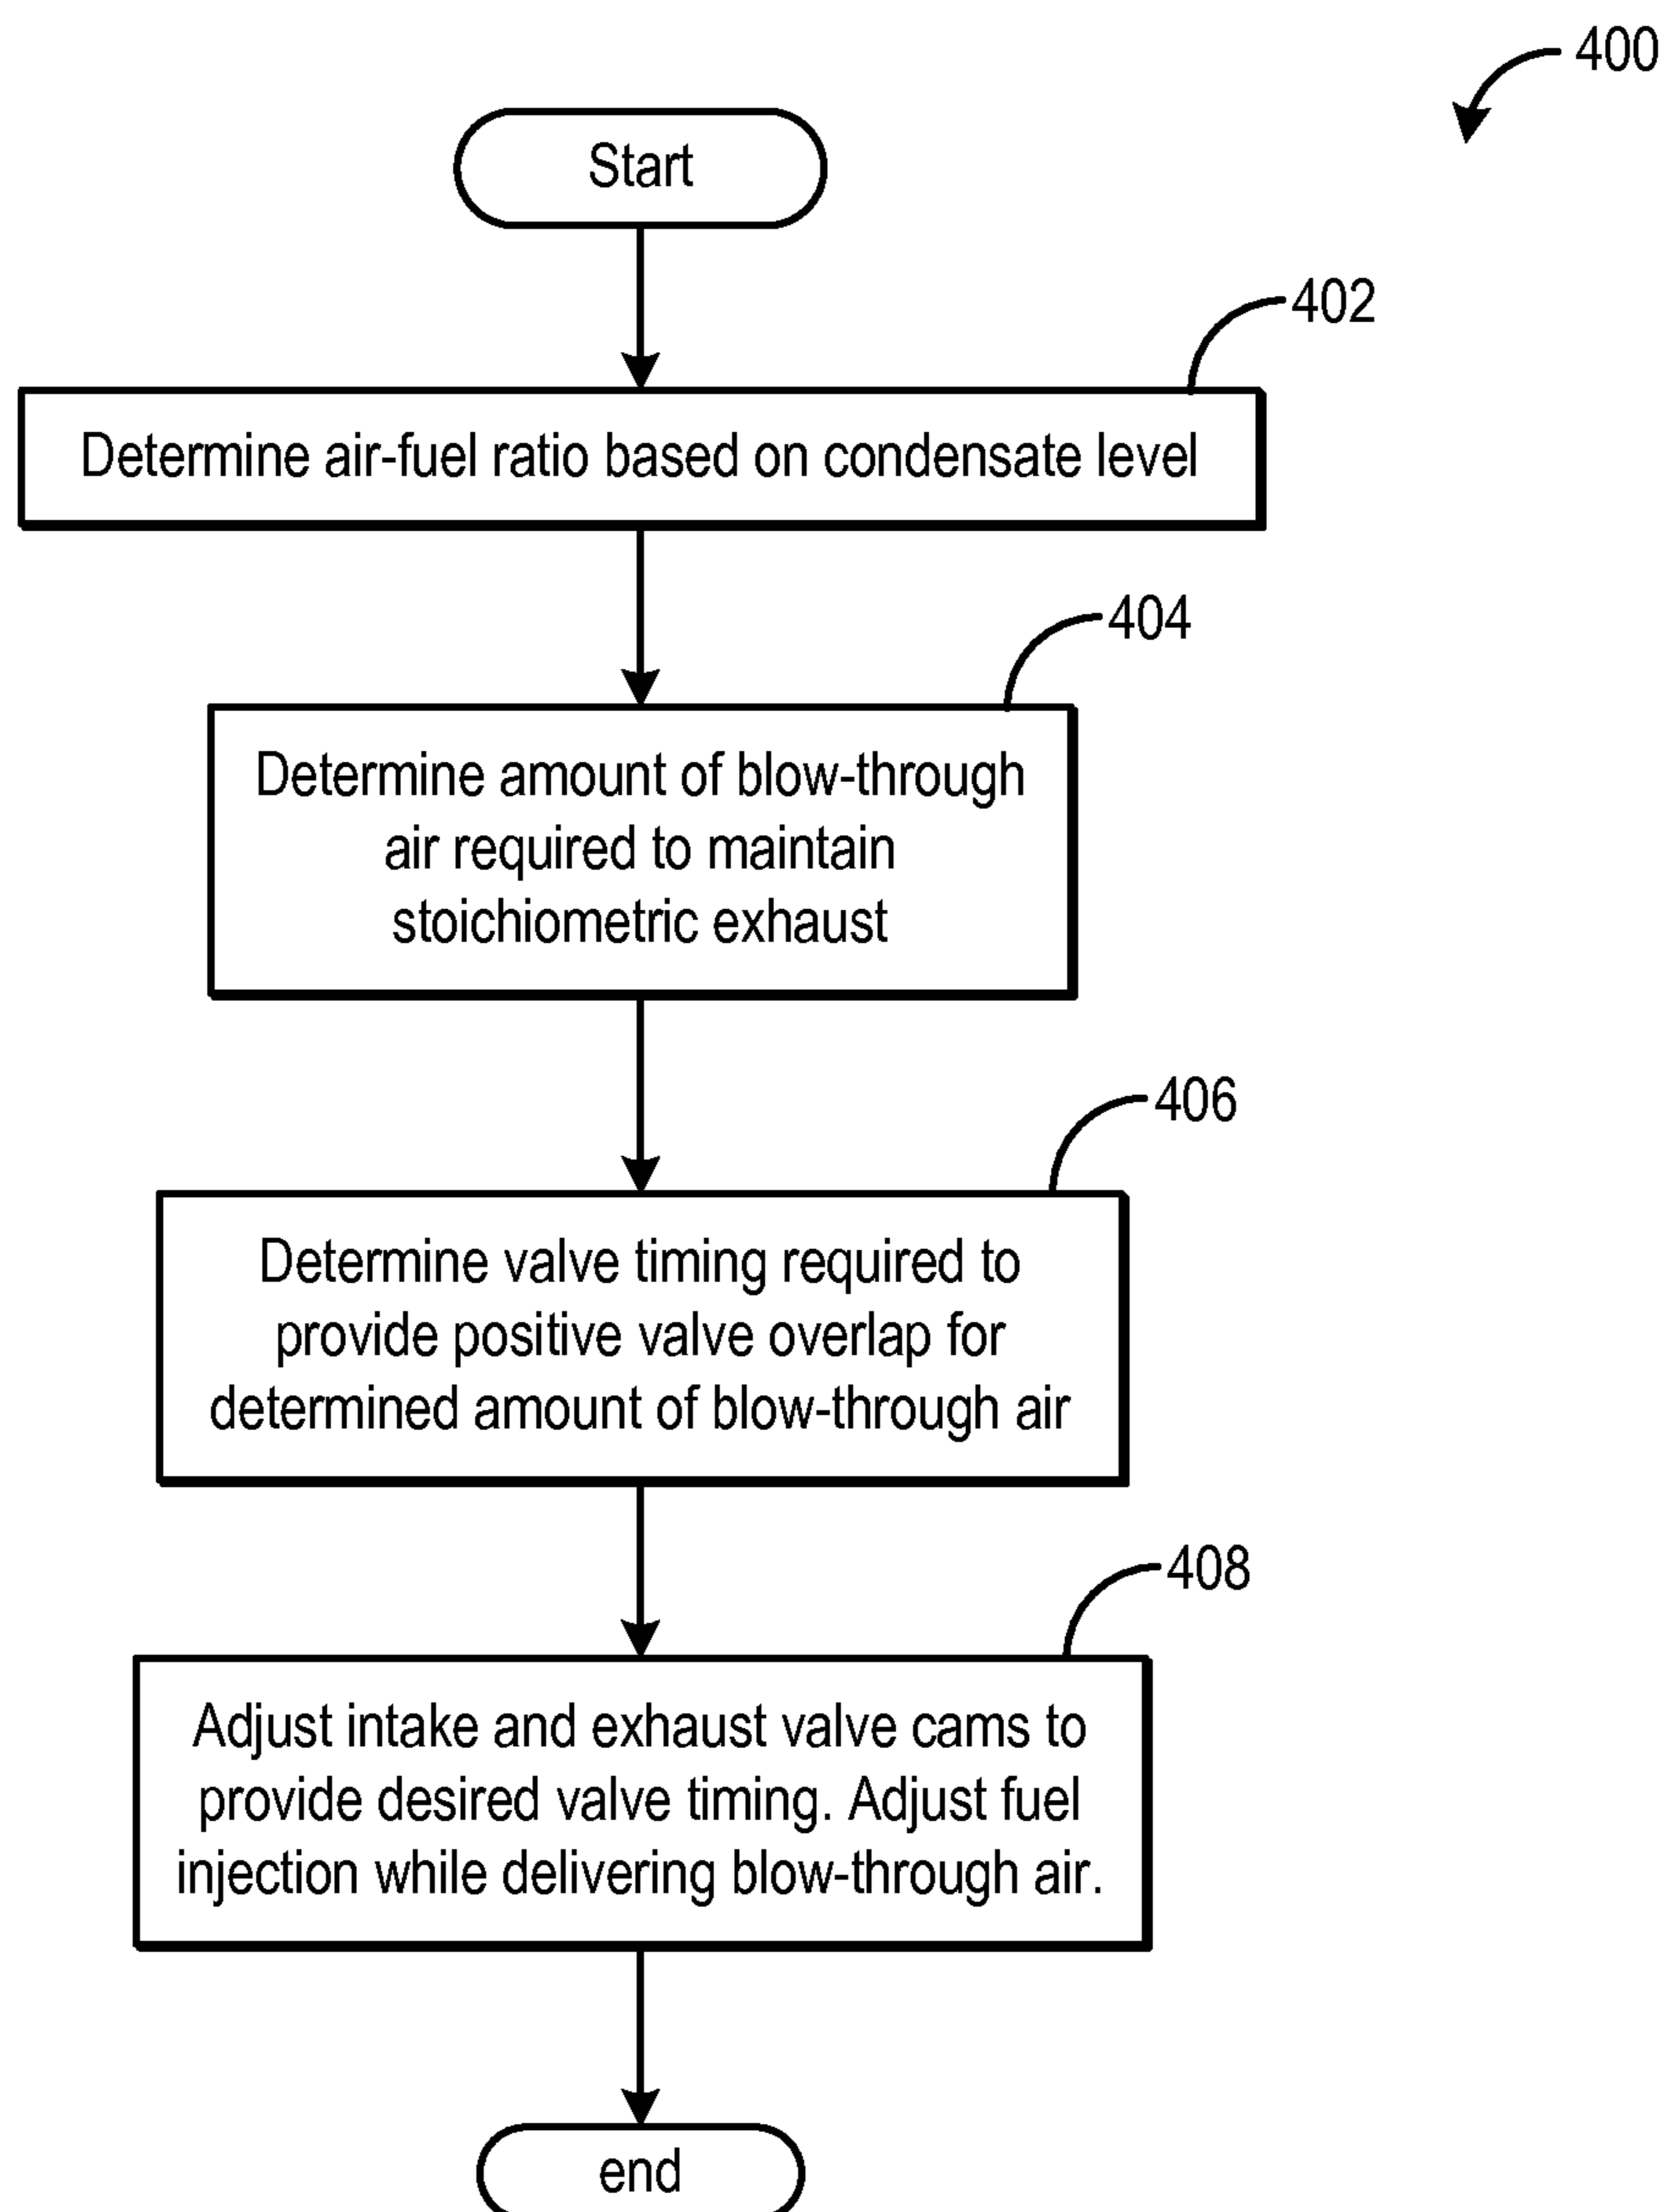 400
Start
402
Determine air-fuel ratio based on condensate level
404
Determine amount of blow-through
air required to maintain
stoichiometric exhaust
406
Determine valve timing required to
provide positive valve overlap for
determined amount of blow-through air
408
Adjust intake and exhaust valve cams to
provide desired valve timing. Adjust fuel
injection while delivering blow-through air.
end